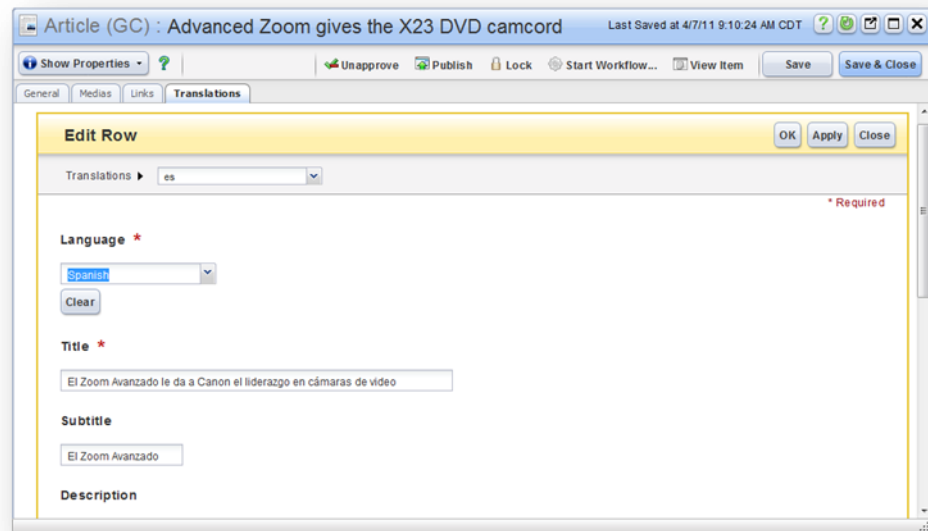 Article (GC) : Advanced Zoom gives the X23 DVD camcord Last Saved at 4/7/11 9:10:24 AM CDT ?
Show Properties ? Unapprove Publish Lock Start Workflow... View Item Save Save & Close
General Medias Links Translations
Edit Row OK Apply Close
Translations es
* Required
Language *
Spanish
Clear
Title *
El Zoom Avanzado le da a Canon el liderazgo en cámaras de video
Subtitle
El Zoom Avanzado
Description